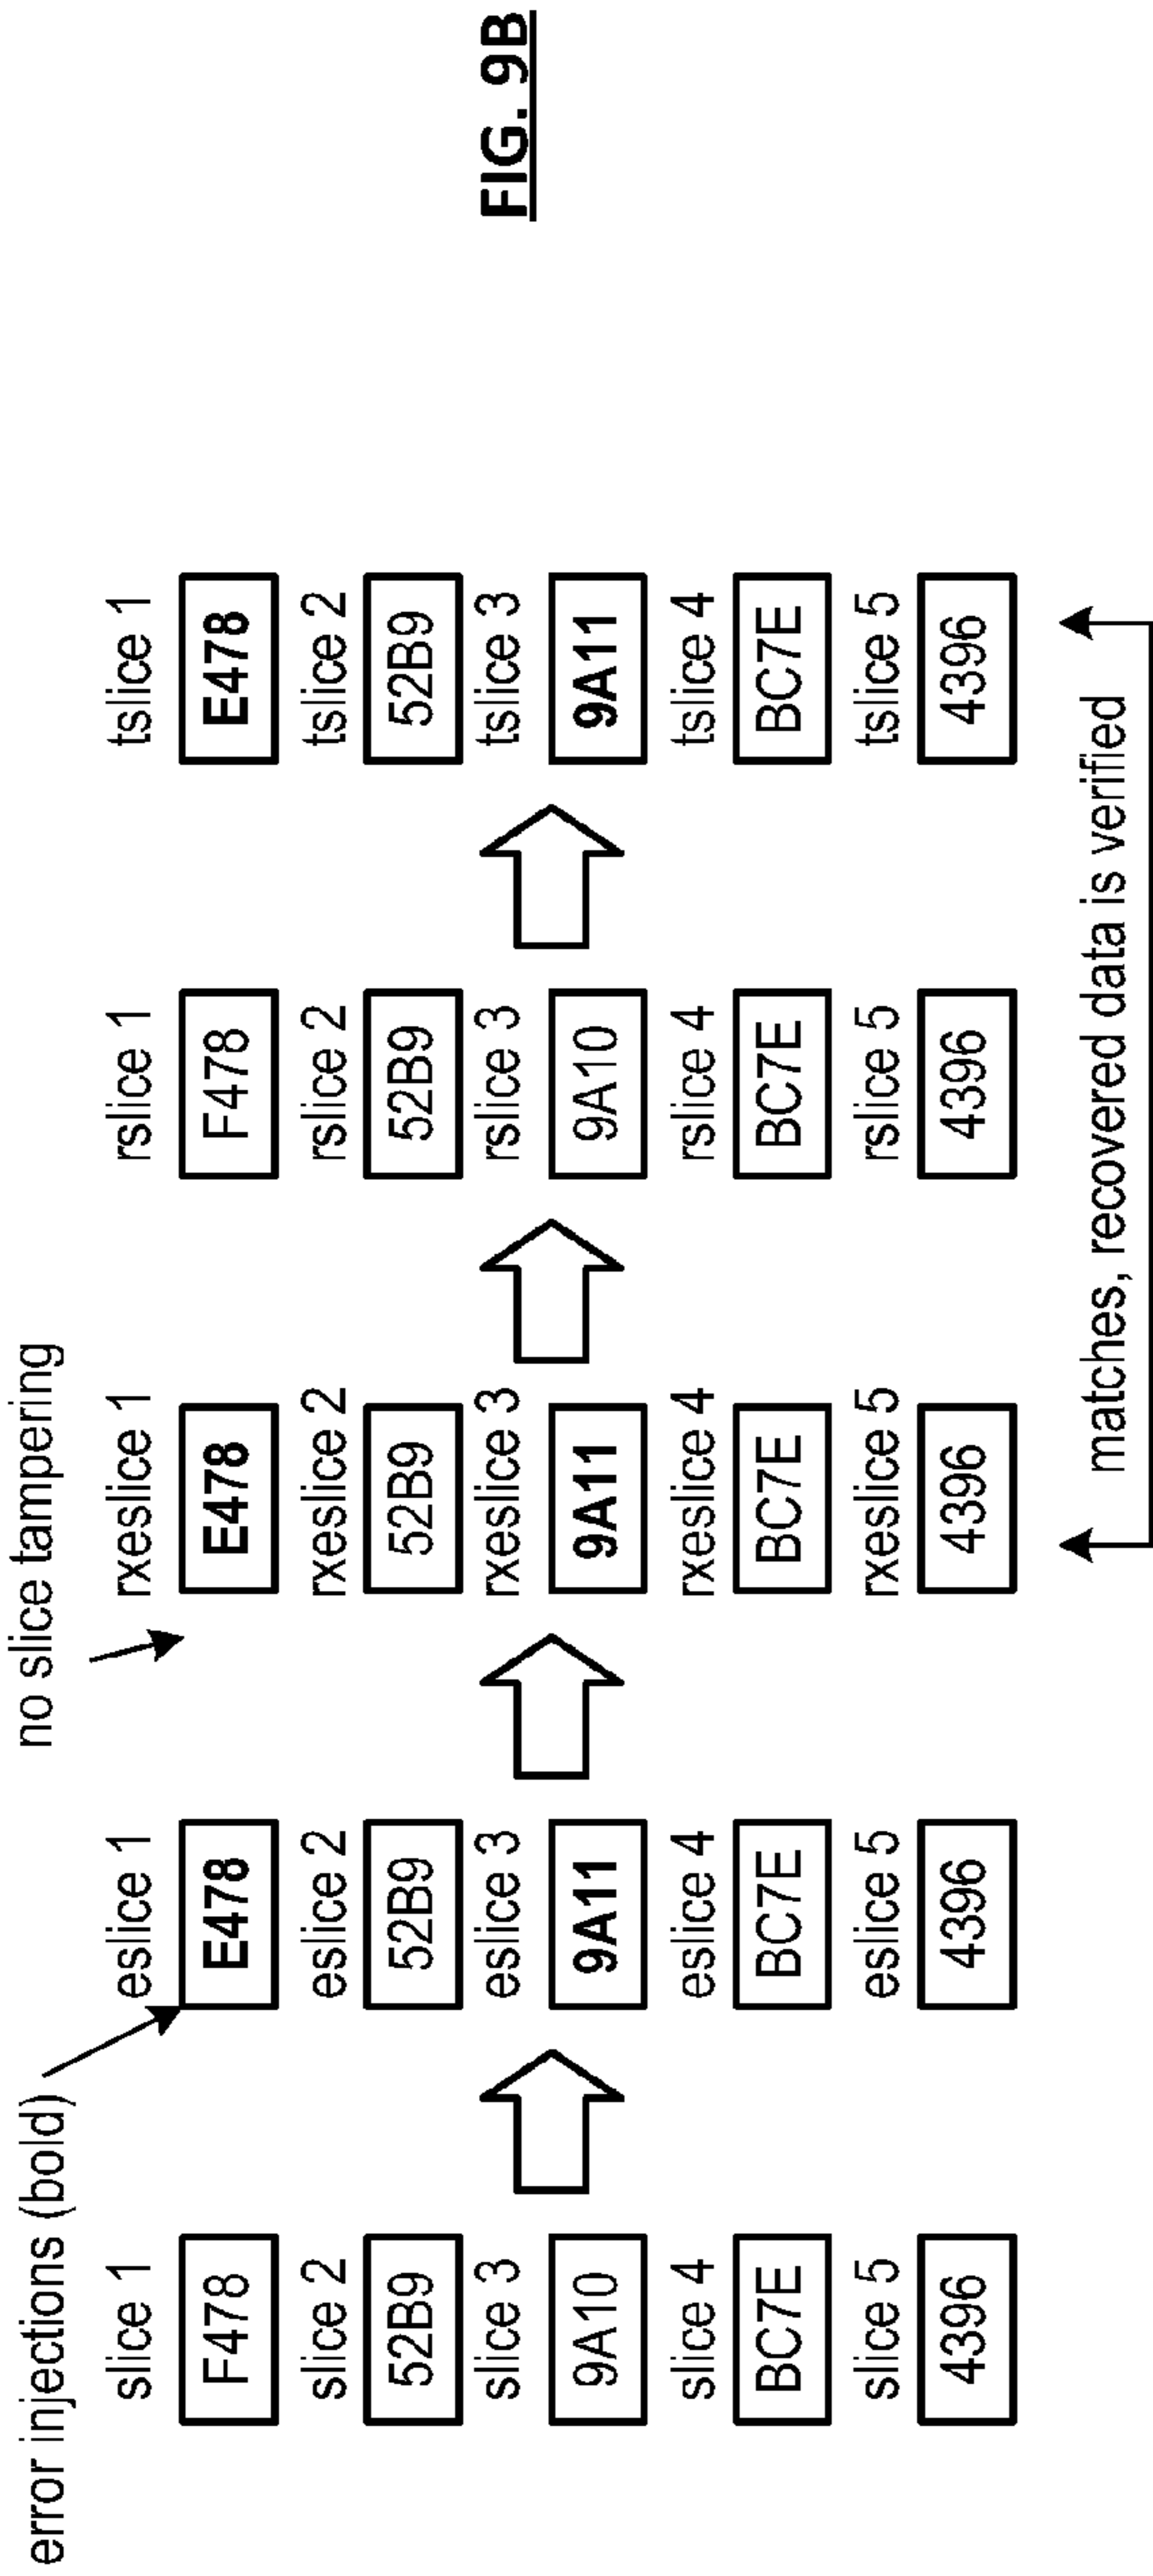 error injections (bold)
no slice tampering
slice 1
F478
slice 2
52B9
slice 3
9A10
slice 4
BC7E
slice 5
4396
eslice 1
E478
eslice 2
52B9
eslice 3
9A11
eslice 4
BC7E
eslice 5
4396
rxeslice 1
E478
rxeslice 2
52B9
rxeslice 3
9A11
rxeslice 4
BC7E
rxeslice 5
4396
rslice 1
F478
rslice 2
52B9
rslice 3
9A10
rslice 4
BC7E
rslice 5
4396
tslice 1
E478
tslice 2
52B9
tslice 3
9A11
tslice 4
BC7E
tslice 5
4396
matches, recovered data is verified
FIG. 9B